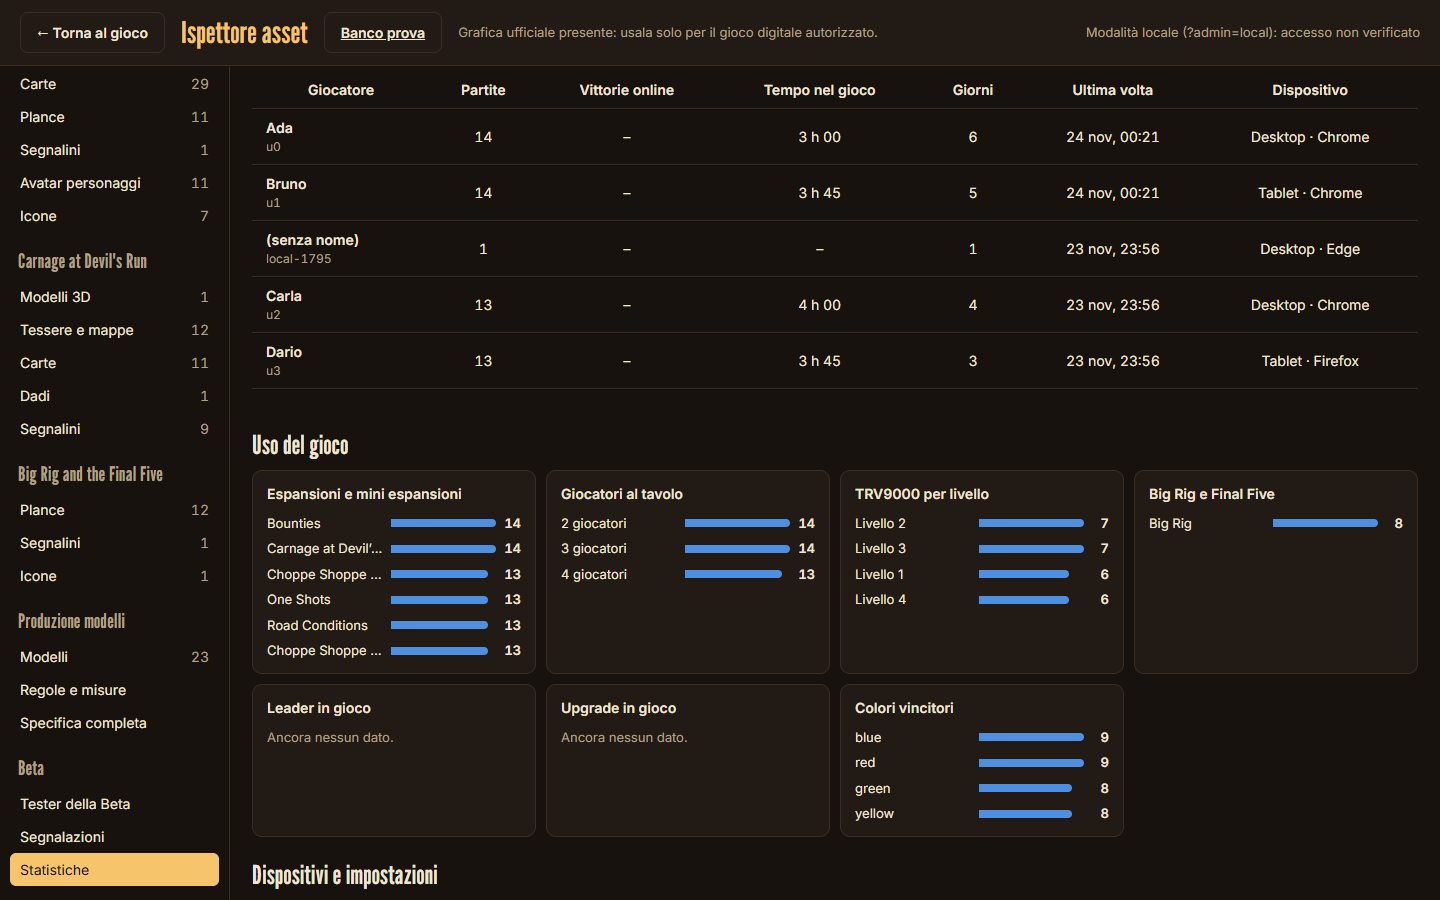 ← Torna al gioco
Ispettore asset
Banco prova
Grafica ufficiale presente: usala solo per il gioco digitale autorizzato.
Modalità locale (?admin=local): accesso non verificato
Carte 29
Plance 11
Segnalini 1
Avatar personaggi 11
Icone 7
Carnage at Devil's Run
Modelli 3D 1
Tessere e mappe 12
Carte 11
Dadi 1
Segnalini 9
Big Rig and the Final Five
Plance 12
Segnalini 1
Icone 1
Produzione modelli
Modelli 23
Regole e misure
Specifica completa
Beta
Tester della Beta
Segnalazioni
Statistiche
Giocatore Partite Vittorie online Tempo nel gioco Giorni Ultima volta Dispositivo
Ada
u0
14 – 3 h 00 6 24 nov, 00:21 Desktop · Chrome
Bruno
u1
14 – 3 h 45 5 24 nov, 00:21 Tablet · Chrome
(senza nome)
local-1795
1 – – 1 23 nov, 23:56 Desktop · Edge
Carla
u2
13 – 4 h 00 4 23 nov, 23:56 Desktop · Chrome
Dario
u3
13 – 3 h 45 3 23 nov, 23:56 Tablet · Firefox
Uso del gioco
Espansioni e mini espansioni
Bounties 14
Carnage at Devil'... 14
Choppe Shoppe ... 13
One Shots 13
Road Conditions 13
Choppe Shoppe ... 13
Giocatori al tavolo
2 giocatori 14
3 giocatori 14
4 giocatori 13
TRV9000 per livello
Livello 2 7
Livello 3 7
Livello 1 6
Livello 4 6
Big Rig e Final Five
Big Rig 8
Leader in gioco
Ancora nessun dato.
Upgrade in gioco
Ancora nessun dato.
Colori vincitori
blue 9
red 9
green 8
yellow 8
Dispositivi e impostazioni